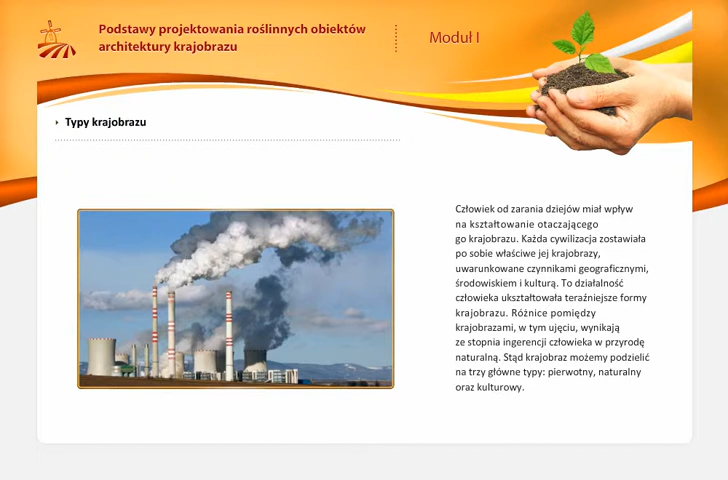 Podstawy projektowania roślinnych obiektów
architektury krajobrazu
Moduł I
Typy krajobrazu
Człowiek od zarania dziejów miał wpływ
na kształtowanie otaczającego
go krajobrazu. Każda cywilizacja zostawiała
po sobie właściwe jej krajobrazy,
uwarunkowane czynnikami geograficznymi,
środowiskiem i kulturą. To działalność
człowieka ukształtowała teraźniejsze formy
krajobrazu. Różnice pomiędzy
krajobrazami, w tym ujęciu, wynikają
ze stopnia ingerencji człowieka w przyrodę
naturalną. Stąd krajobraz możemy podzielić
na trzy główne typy: pierwotny, naturalny
oraz kulturowy.